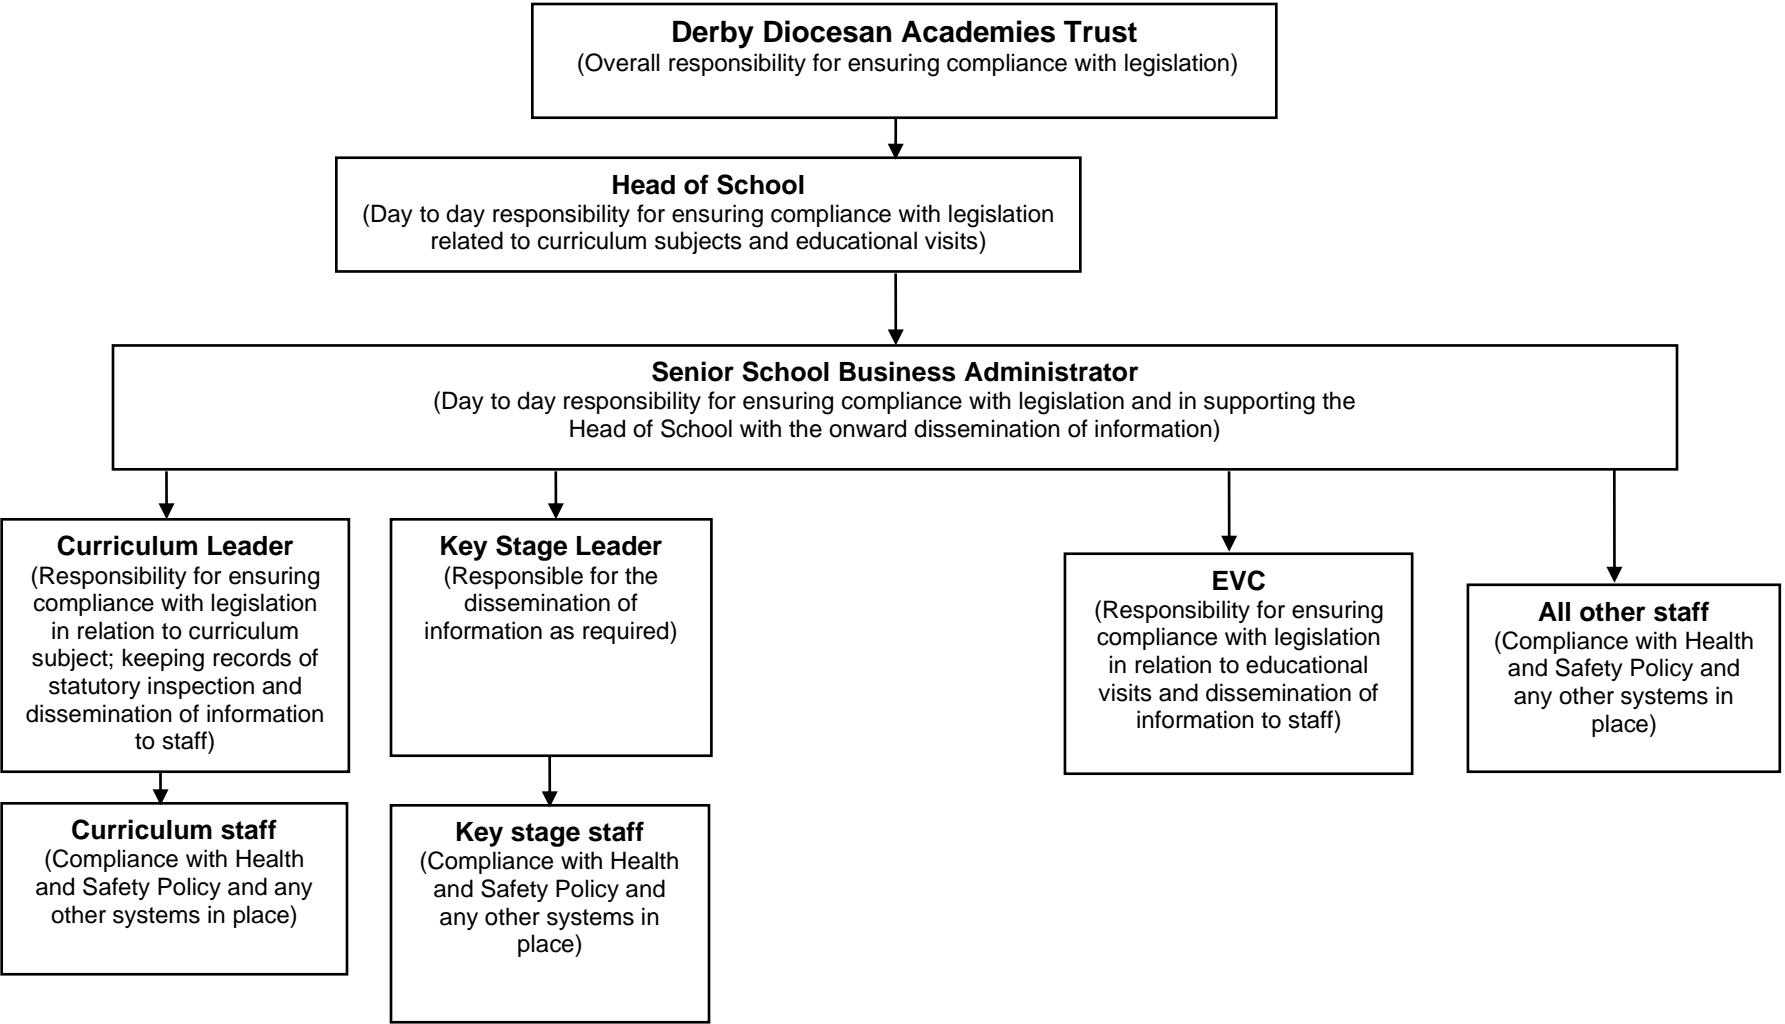 Derby Diocesan Academies Trust
(Overall responsibility for ensuring compliance with legislation)
Head of School
(Day to day responsibility for ensuring compliance with legislation
related to curriculum subjects and educational visits)
Senior School Business Administrator
(Day to day responsibility for ensuring compliance with legislation and in supporting the
Head of School with the onward dissemination of information)
Curriculum Leader
(Responsibility for ensuring
compliance with legislation
in relation to curriculum
subject; keeping records of
statutory inspection and
dissemination of information
to staff)
Key Stage Leader
(Responsible for the
dissemination of
information as required)
EVC
(Responsibility for ensuring
compliance with legislation
in relation to educational
visits and dissemination of
information to staff)
All other staff
(Compliance with Health
and Safety Policy and
any other systems in
place)
Curriculum staff
(Compliance with Health
and Safety Policy and any
other systems in place)
Key stage staff
(Compliance with Health
and Safety Policy and
any other systems in
place)